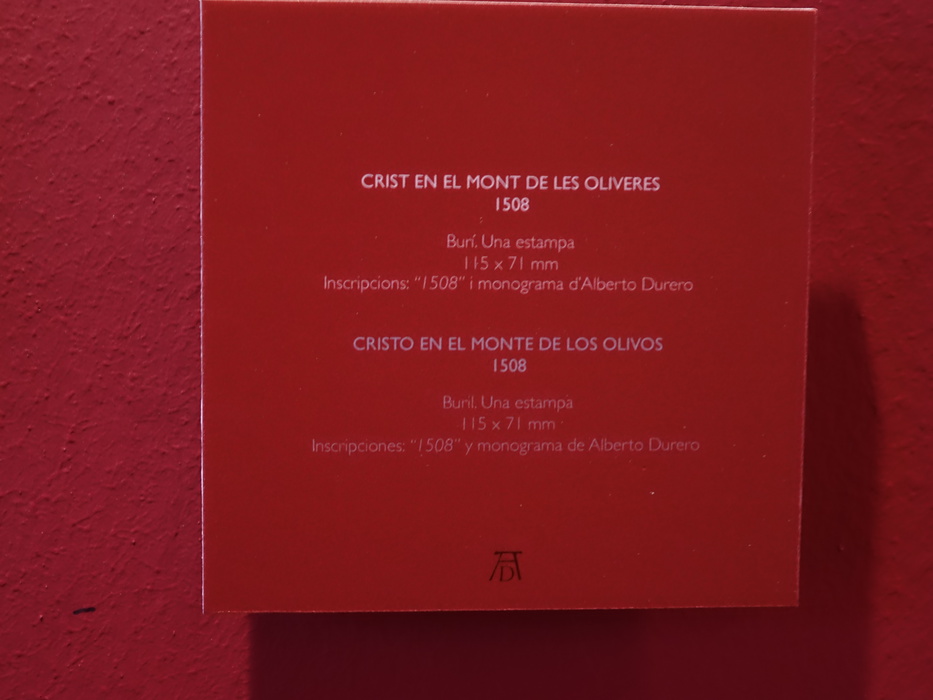 CRIST EN EL MONT DE LES OLIVERES
1508
Burí. Una estampa
115 x 71 mm
Inscripcions: “1508” i monograma d’Alberto Durero
CRISTO EN EL MONTE DE LOS OLIVOS
1508
Buril. Una estampa
115 x 71 mm
Inscripciones: “1508” y monograma de Alberto Durero
AD